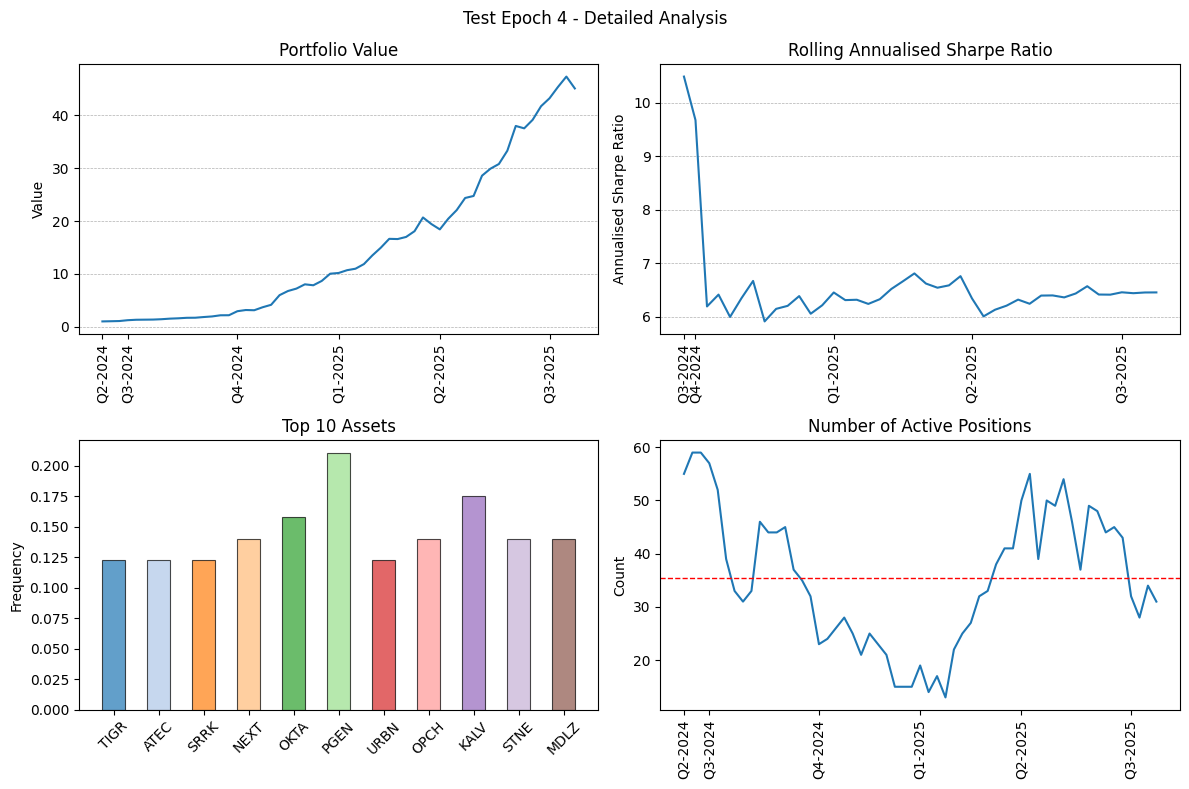 Test Epoch 4 - Detailed Analysis
Portfolio Value
Value
40
30
20
10
0
Q2-2024
Q3-2024
Q4-2024
Q1-2025
Q2-2025
Q3-2025
Rolling Annualised Sharpe Ratio
Annualised Sharpe Ratio
10
9
8
7
6
Q3-2024
Q4-2024
Q1-2025
Q2-2025
Q3-2025
Top 10 Assets
Frequency
0.200
0.175
0.150
0.125
0.100
0.075
0.050
0.025
0.000
TIGR
ATEC
SRRK
NEXT
OKTA
PGEN
URBN
OPCH
KALV
STNE
MDLZ
Number of Active Positions
Count
60
50
40
30
20
Q2-2024
Q3-2024
Q4-2024
Q1-2025
Q2-2025
Q3-2025